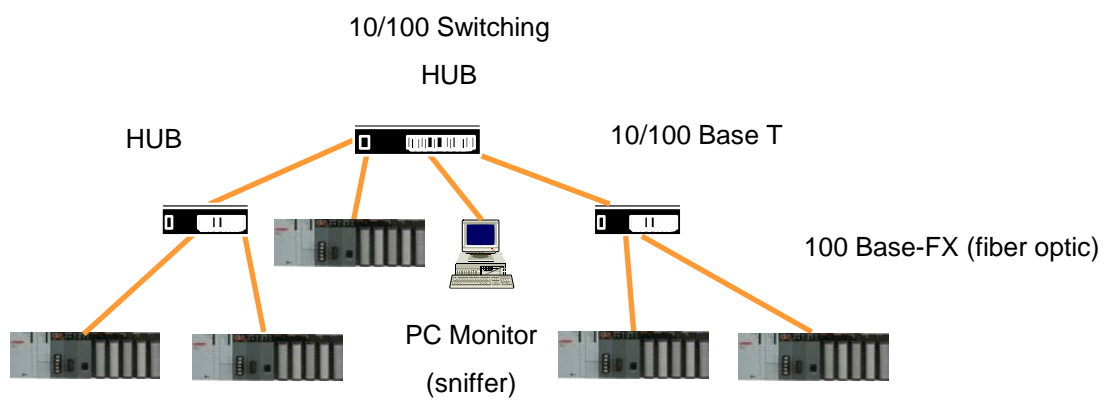 10/100 Switching
HUB
HUB
10/100 Base T
100 Base-FX (fiber optic)
PC Monitor
(sniffer)